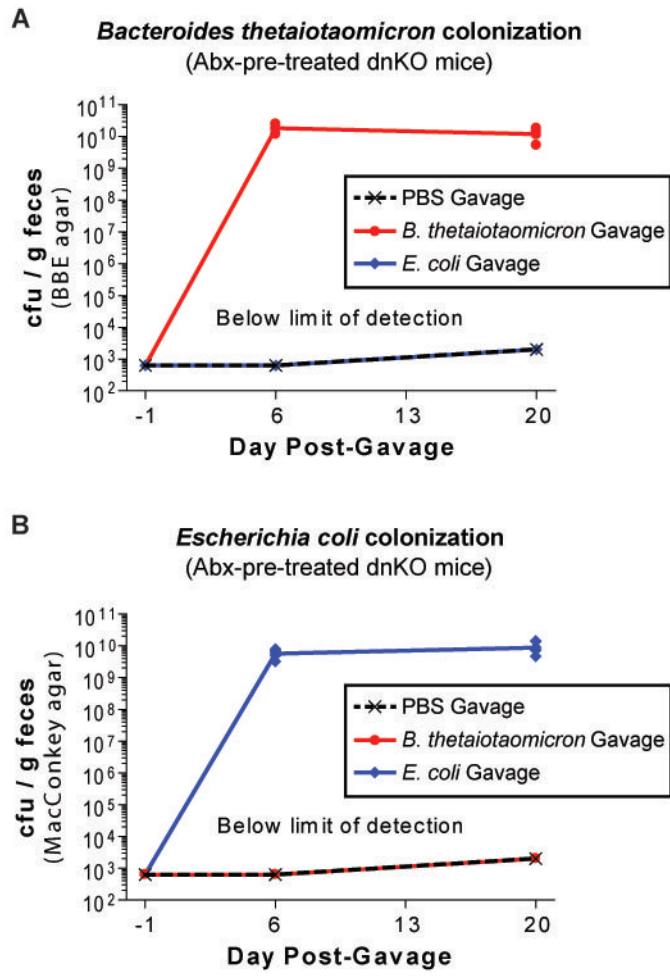 A
Bacteroides thetaiotaomicron colonization
(Abx-pre-treated dnKO mice)
10¹¹
10¹⁰
10⁹
10⁸
10⁷
10⁶
10⁵
10⁴
10³
10²
cfu / g feces
(BBE agar)
PBS Gavage
B. thetaiotaomicron Gavage
E. coli Gavage
Below limit of detection
-1 6 13 20
Day Post-Gavage
B
Escherichia coli colonization
(Abx-pre-treated dnKO mice)
10¹¹
10¹⁰
10⁹
10⁸
10⁷
10⁶
10⁵
10⁴
10³
10²
cfu / g feces
(MacConkey agar)
PBS Gavage
B. thetaiotaomicron Gavage
E. coli Gavage
Below limit of detection
-1 6 13 20
Day Post-Gavage